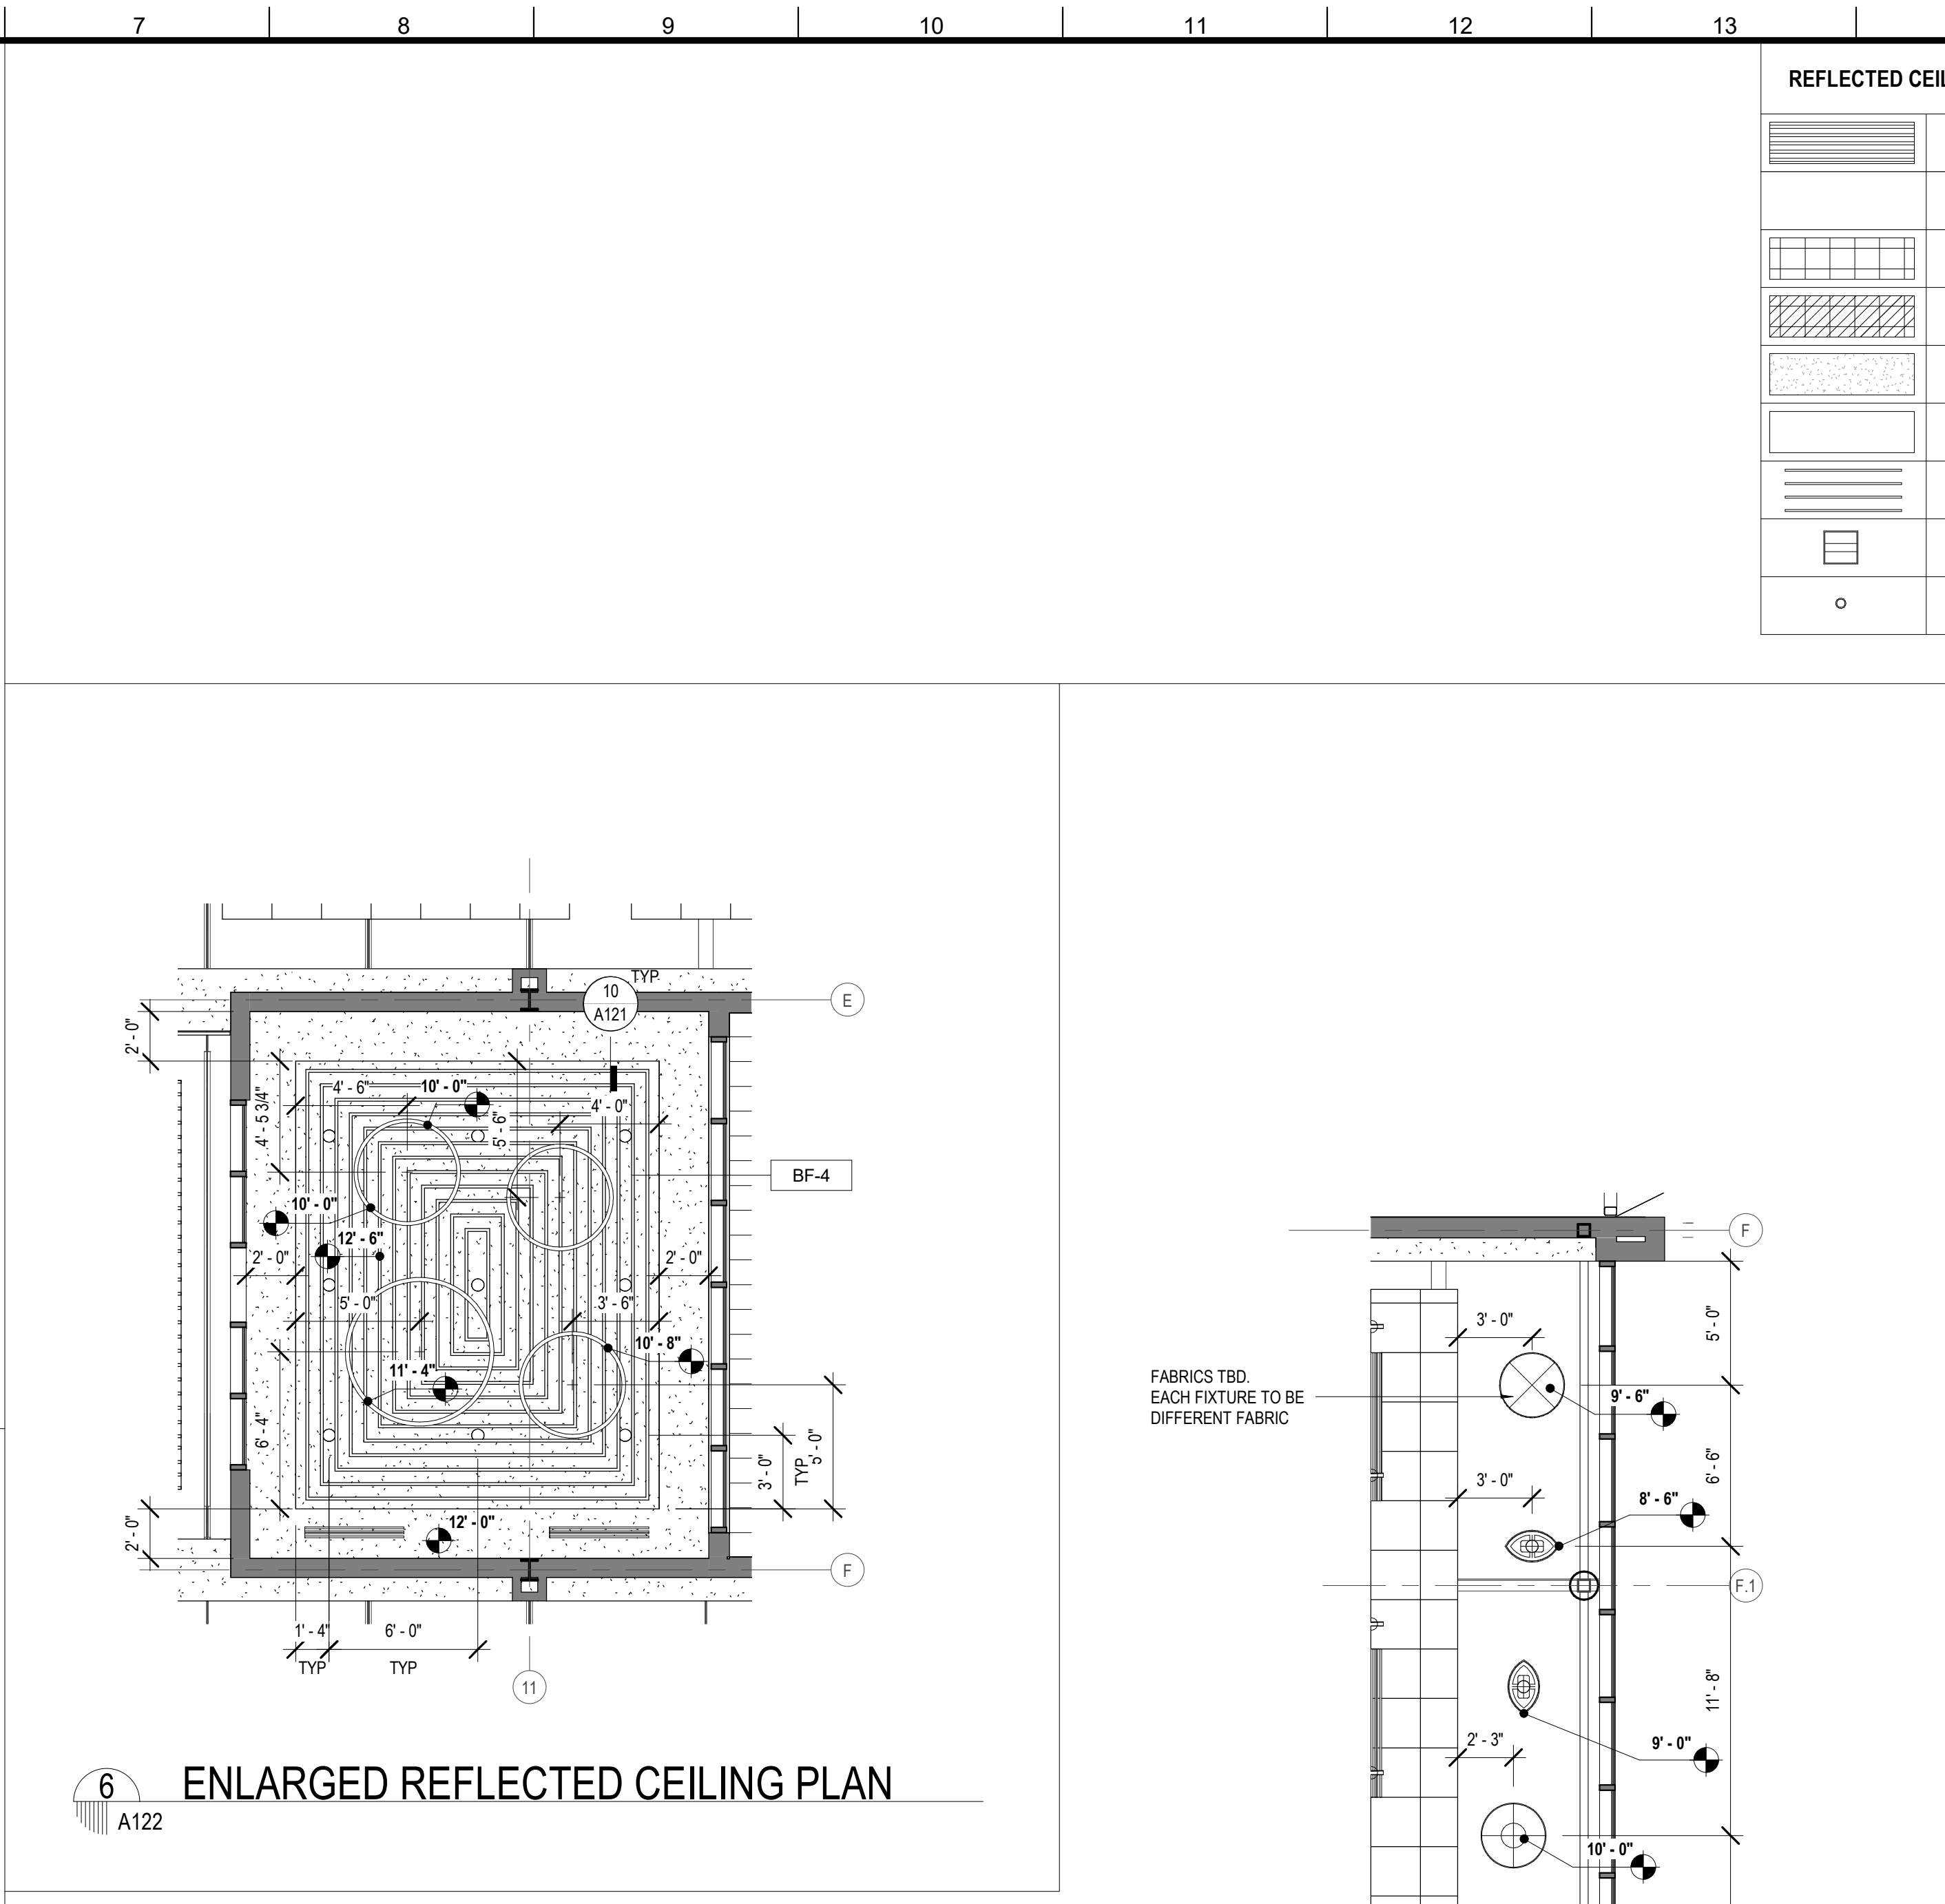 7 8 9 10 11 12 13
REFLECTED CEIL
TYP
10
A121
E
2' - 0"
4' - 6"
10' - 0"
4' - 0"
4' - 5 3/4"
5' - 6"
BF-4
10' - 0"
12' - 6"
2' - 0"
2' - 0"
5' - 0"
3' - 6"
10' - 8"
11' - 4"
6' - 4"
3' - 0"
TYP
5' - 0"
2' - 0"
12' - 0"
F
1' - 4"
TYP
6' - 0"
TYP
11
6
A122
ENLARGED REFLECTED CEILING PLAN
F
3' - 0"
5' - 0"
FABRICS TBD.
EACH FIXTURE TO BE
DIFFERENT FABRIC
9' - 6"
6' - 6"
3' - 0"
8' - 6"
F.1
11' - 8"
2' - 3"
9' - 0"
10' - 0"